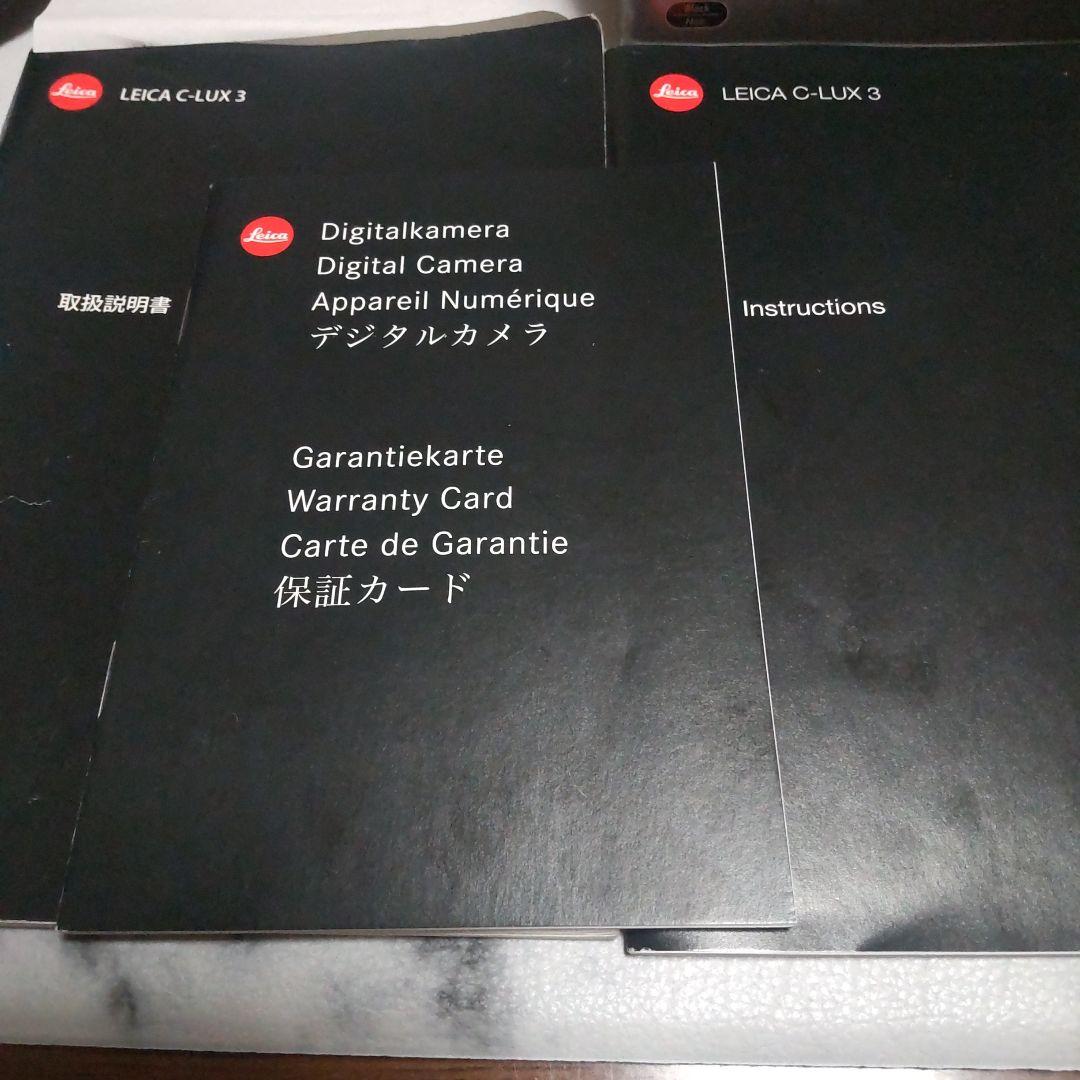 Leica LEICA C-LUX 3
取扱説明書
Leica
Digitalkamera
Digital Camera
Appareil Numérique
デジタルカメラ
Garantiekarte
Warranty Card
Carte de Garantie
保証カード
Leica LEICA C-LUX 3
Instructions
Black